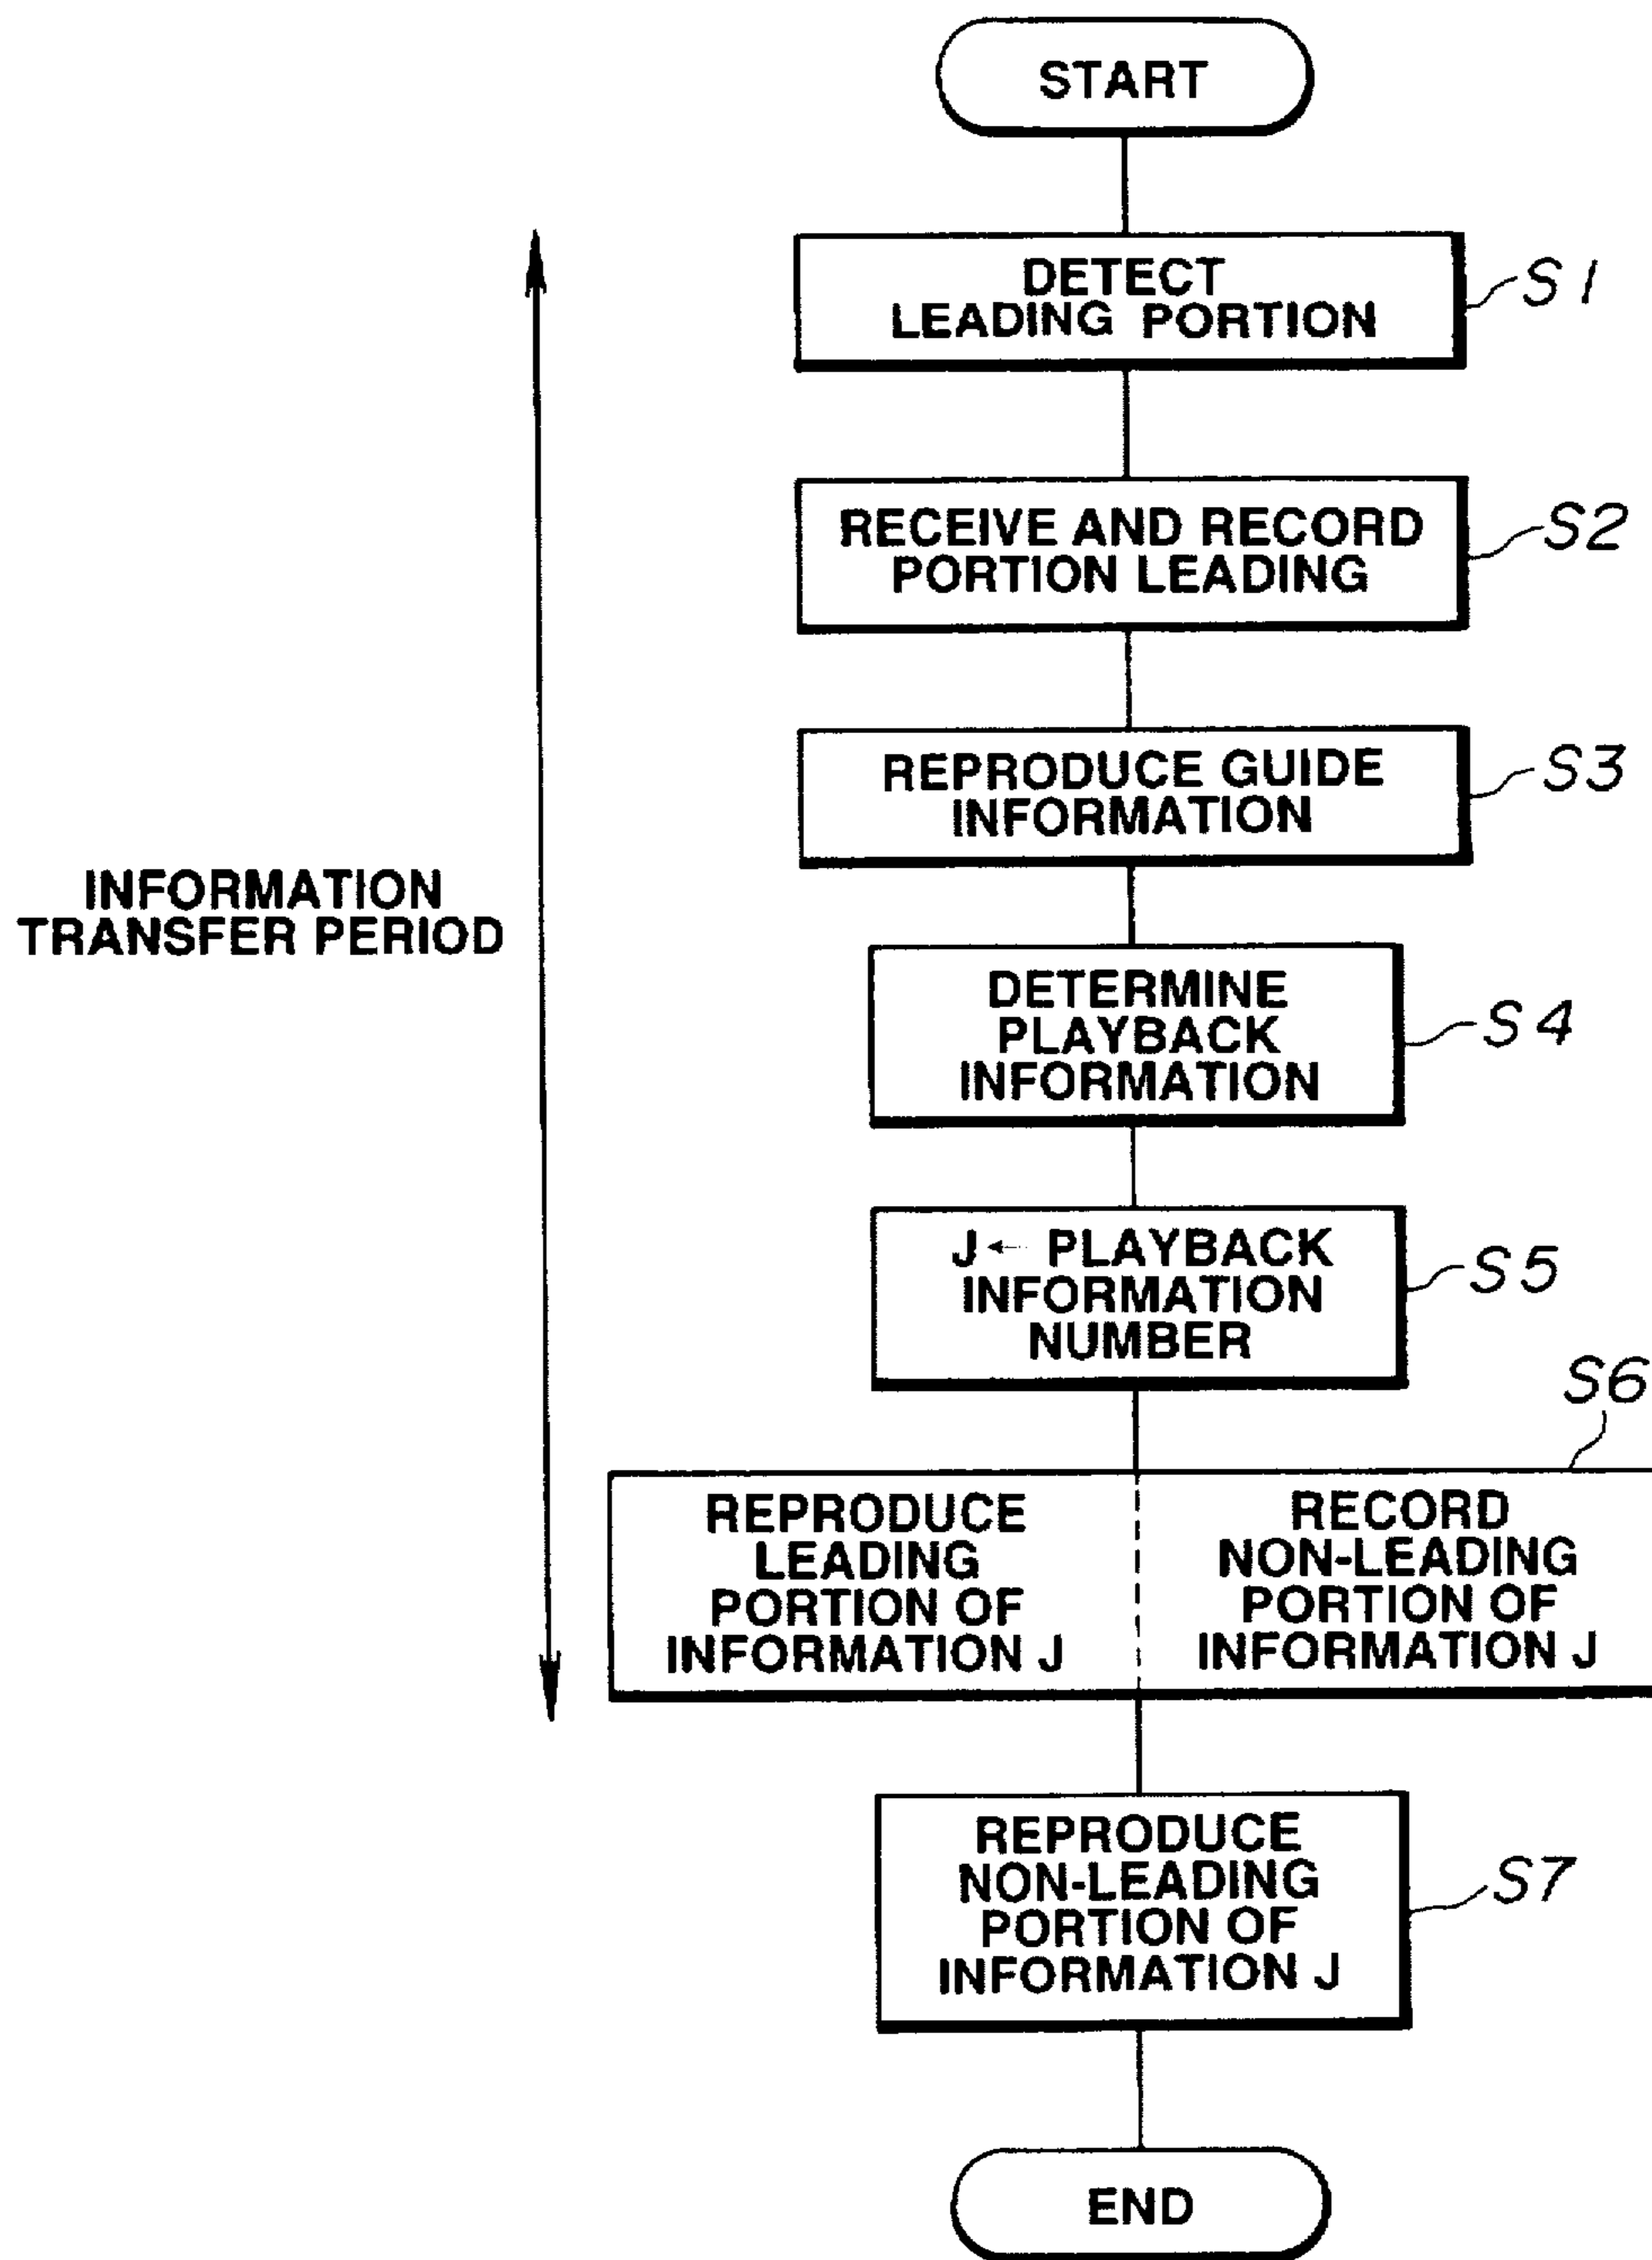 START
DETECT
LEADING PORTION
S1
RECEIVE AND RECORD
PORTION LEADING
S2
REPRODUCE GUIDE
INFORMATION
S3
INFORMATION
TRANSFER PERIOD
DETERMINE
PLAYBACK
INFORMATION
S4
J← PLAYBACK
INFORMATION
NUMBER
S5
S6
REPRODUCE
LEADING
PORTION OF
INFORMATION J
RECORD
NON-LEADING
PORTION OF
INFORMATION J
REPRODUCE
NON-LEADING
PORTION OF
INFORMATION J
S7
END